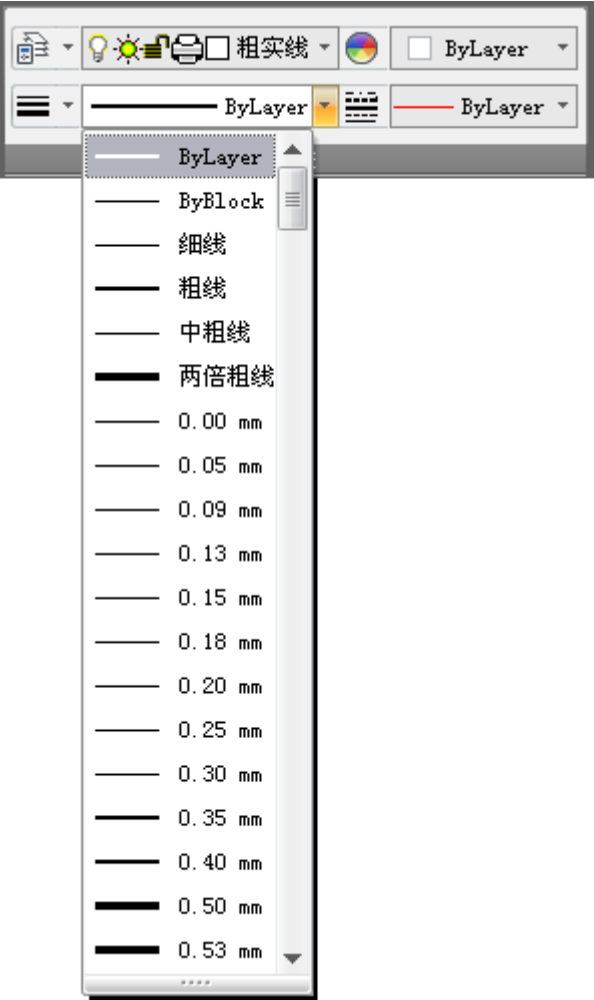 粗实线 ByLayer
ByLayer ByLayer
ByLayer
ByBlock
细线
粗线
中粗线
两倍粗线
0.00 mm
0.05 mm
0.09 mm
0.13 mm
0.15 mm
0.18 mm
0.20 mm
0.25 mm
0.30 mm
0.35 mm
0.40 mm
0.50 mm
0.53 mm